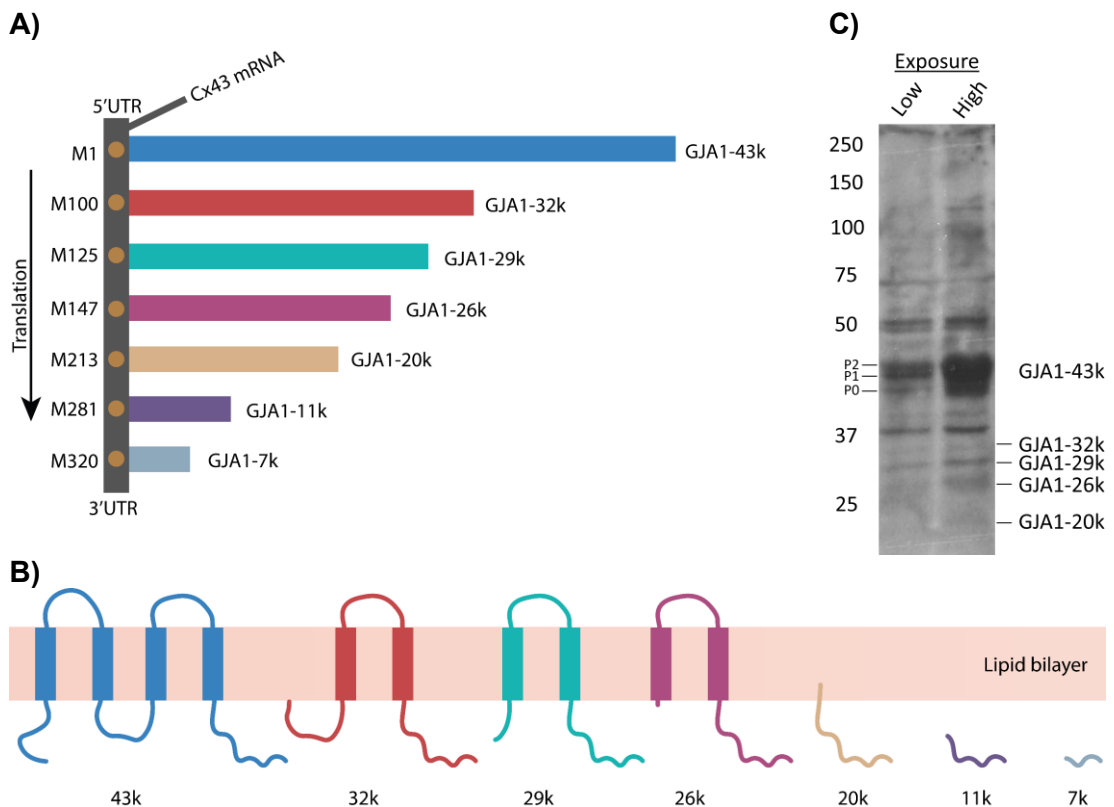 A)
5'UTR
Cx43 mRNA
M1
GJA1-43k
M100
GJA1-32k
M125
GJA1-29k
M147
GJA1-26k
M213
GJA1-20k
M281
GJA1-11k
M320
GJA1-7k
3'UTR
Translation
C)
Exposure
Low High
250
150
100
75
50
P2
P1
P0
37
25
GJA1-43k
GJA1-32k
GJA1-29k
GJA1-26k
GJA1-20k
B)
Lipid bilayer
43k 32k 29k 26k 20k 11k 7k